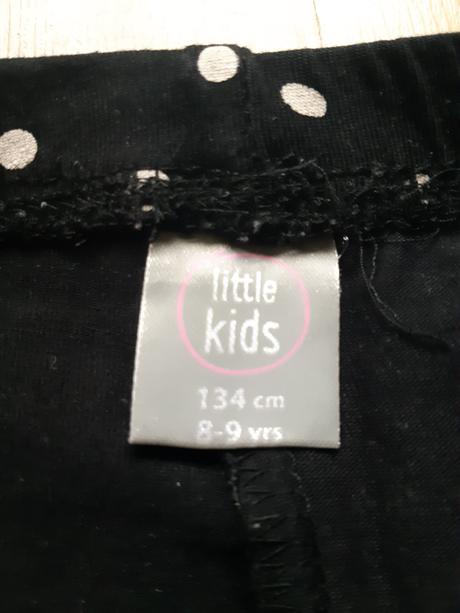 little
kids
134 cm
8-9 yrs